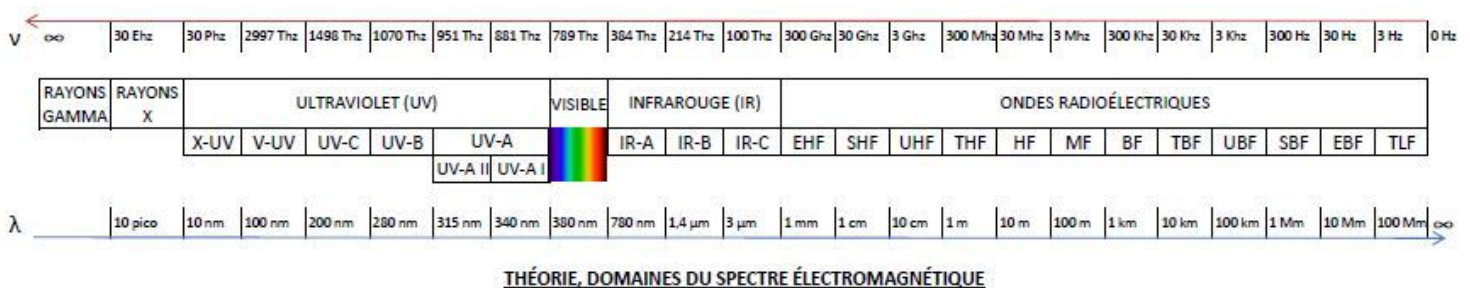 ν ∞ 30 Ehz 30 Phz 2997 Thz 1498 Thz 1070 Thz 951 Thz 881 Thz 789 Thz 384 Thz 214 Thz 100 Thz 300 Ghz 30 Ghz 3 Ghz 300 Mhz 30 Mhz 3 Mhz 300 Khz 30 Khz 3 Khz 300 Hz 30 Hz 3 Hz 0 Hz
RAYONS GAMMA RAYONS X ULTRAVIOLET (UV) VISIBLE INFRAROUGE (IR) ONDES RADIOÉLECTRIQUES
X-UV V-UV UV-C UV-B UV-A IR-A IR-B IR-C EHF SHF UHF THF HF MF BF TBF UBF SBF EBF TLF
UV-A II UV-A I
λ 10 pico 10 nm 100 nm 200 nm 280 nm 315 nm 340 nm 380 nm 780 nm 1,4 µm 3 µm 1 mm 1 cm 10 cm 1 m 10 m 100 m 1 km 10 km 100 km 1 Mm 10 Mm 100 Mm ∞
THÉORIE, DOMAINES DU SPECTRE ÉLECTROMAGNÉTIQUE